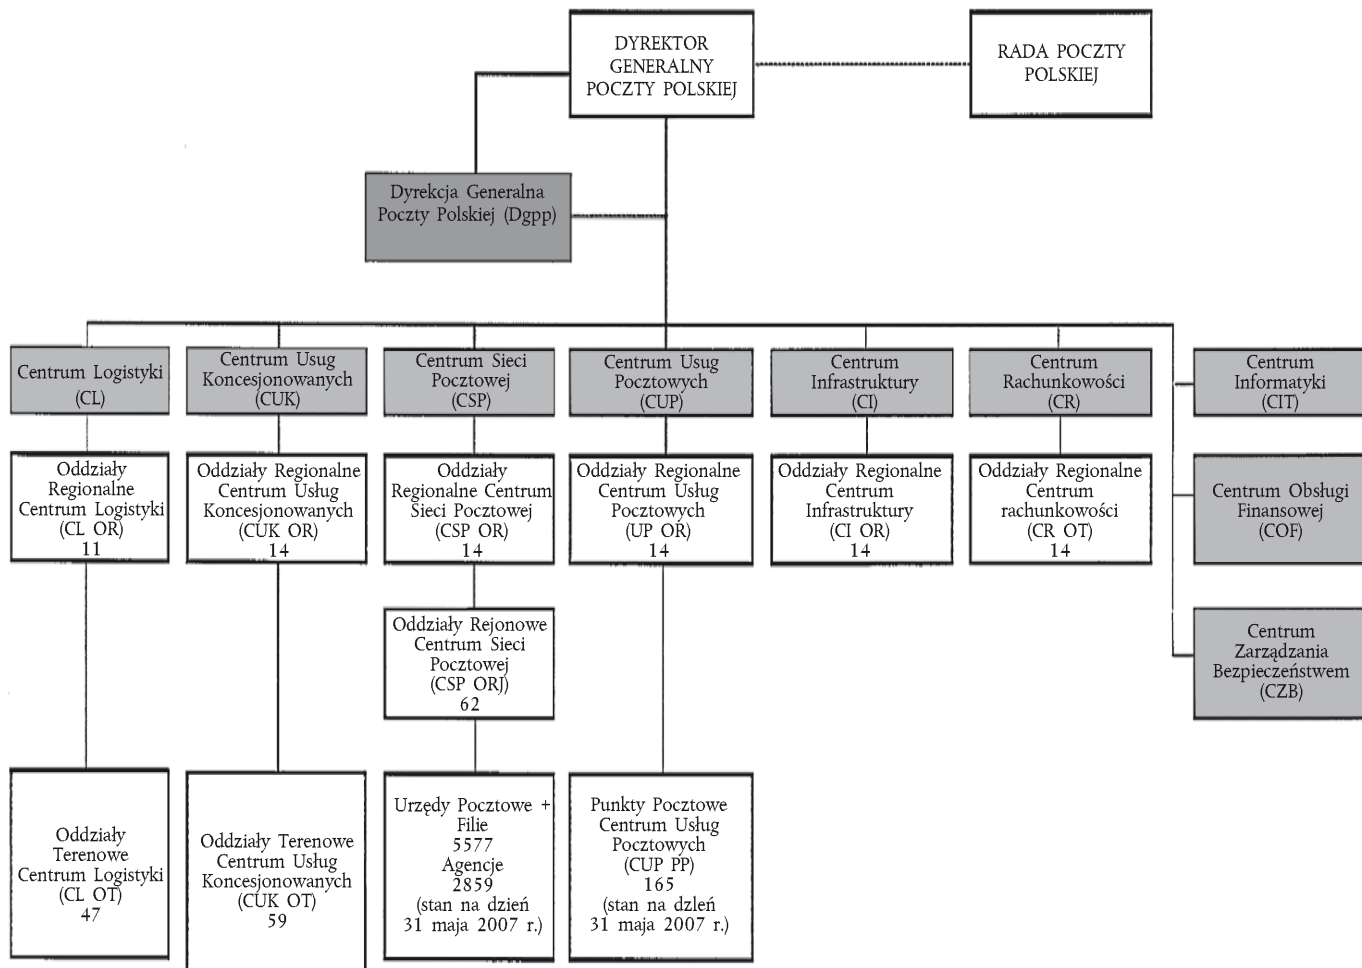 DYREKTOR
GENERALNY
POCZTY POLSKIEJ
RADA POCZTY
POLSKIEJ
Dyrekcja Generalna
Poczty Polskiej (Dgpp)
Centrum Logistyki
(CL)
Centrum Usug
Koncesjonowanych
(CUK)
Centrum Sieci
Pocztowej
(CSP)
Centrum Usug
Pocztowych
(CUP)
Centrum
Infrastruktury
(CI)
Centrum
Rachunkowości
(CR)
Centrum
Informatyki
(CIT)
Oddziały
Regionalne
Centrum Logistyki
(CL OR)
11
Oddziały Regionalne
Centrum Usług
Koncesjonowanych
(CUK OR)
14
Oddziały
Regionalne Centrum
Sieci Pocztowej
(CSP OR)
14
Oddziały Regionalne
Centrum Usług
Pocztowych
(UP OR)
14
Oddziały Regionalne
Centrum
Infrastruktury
(CI OR)
14
Oddziały Regionalne
Centrum
rachunkowości
(CR OT)
14
Centrum Obsługi
Finansowej
(COF)
Oddziały Rejonowe
Centrum Sieci
Pocztowej
(CSP ORJ)
62
Centrum
Zarządzania
Bezpieczeństwem
(CZB)
Oddziały
Terenowe
Centrum Logistyki
(CL OT)
47
Oddziały Terenowe
Centrum Usług
Koncesjonowanych
(CUK OT)
59
Urzędy Pocztowe +
Filie
5577
Agencje
2859
(stan na dzień
31 maja 2007 r.)
Punkty Pocztowe
Centrum Usług
Pocztowych
(CUP PP)
165
(stan na dzleń
31 maja 2007 r.)